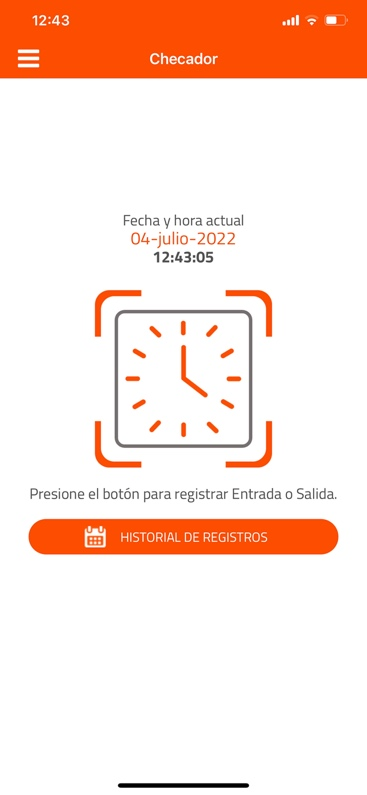 12:43
Checador
Fecha y hora actual
04-julio-2022
12:43:05
Presione el botón para registrar Entrada o Salida.
HISTORIAL DE REGISTROS